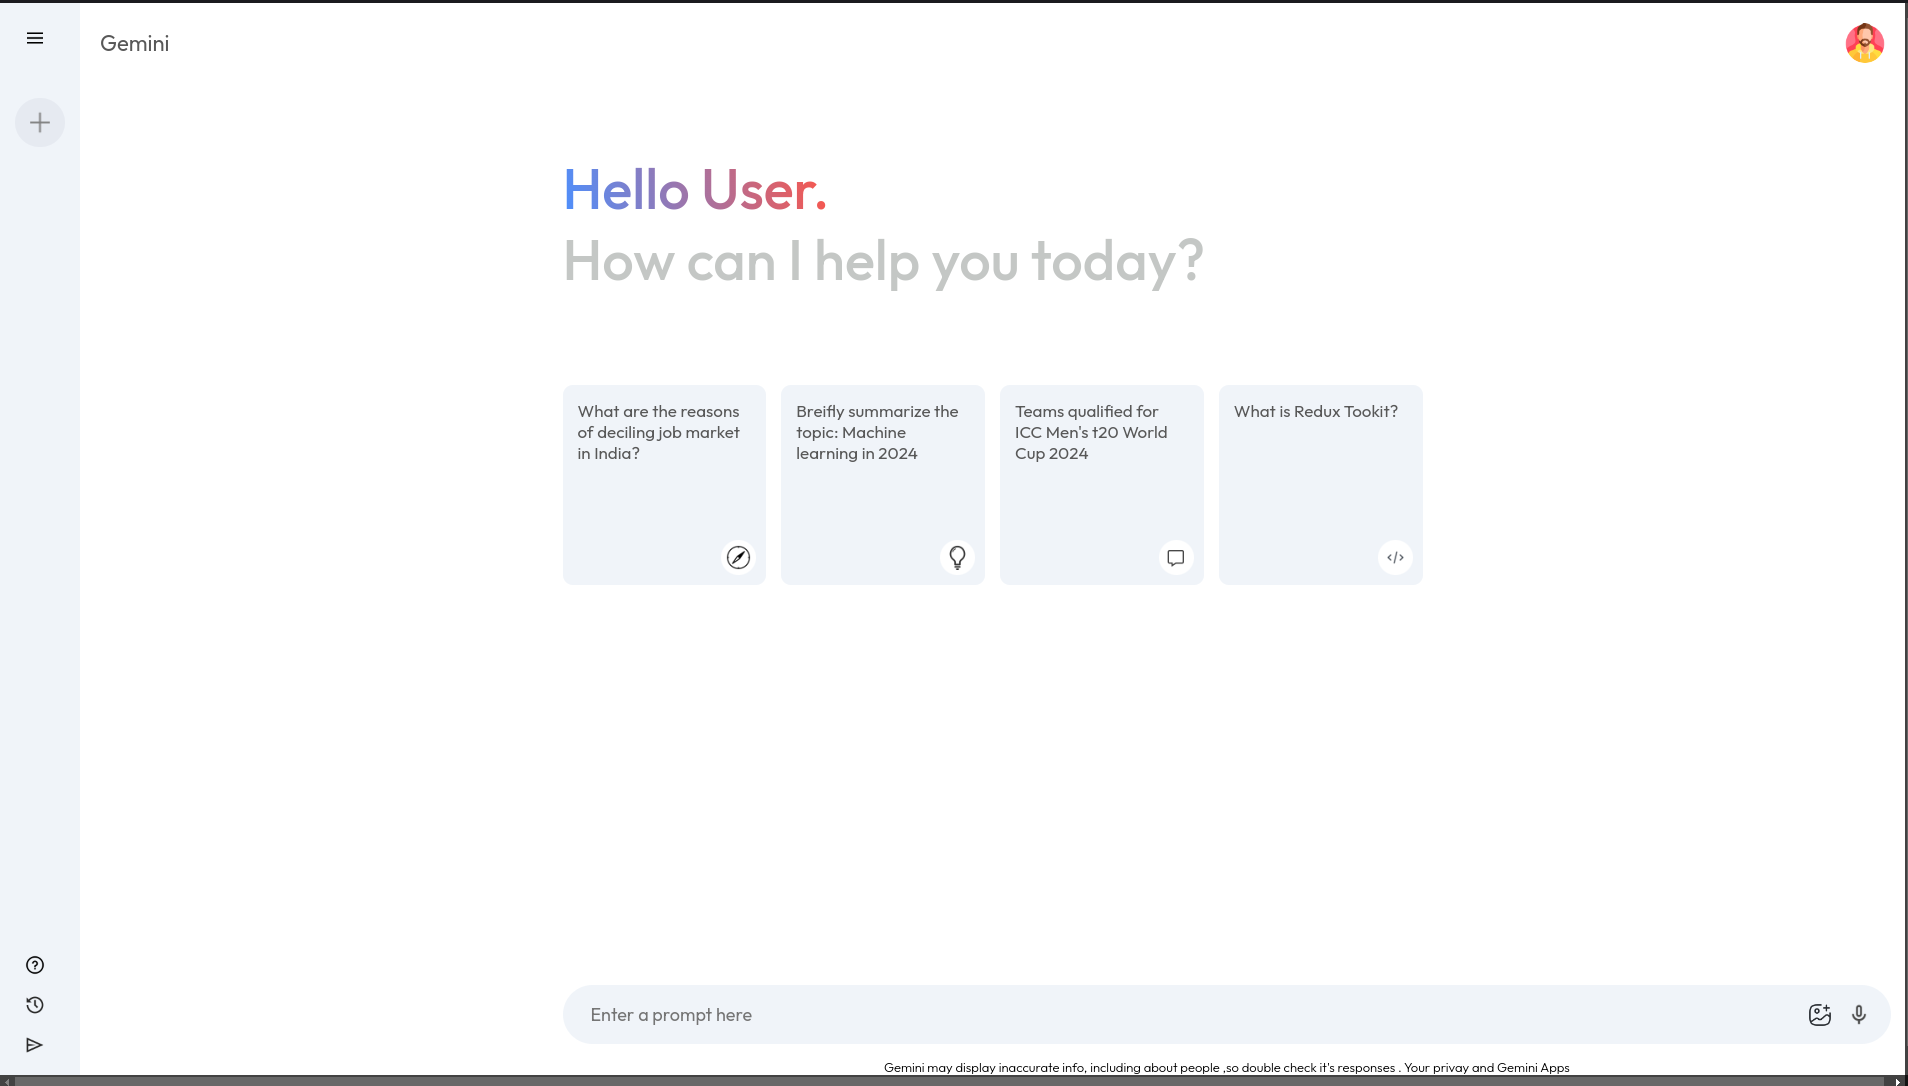 Gemini
Hello User.
How can I help you today?
What are the reasons
of deciling job market
in India?
Breifly summarize the
topic: Machine
learning in 2024
Teams qualified for
ICC Men's t20 World
Cup 2024
What is Redux Tookit?
Enter a prompt here
Gemini may display inaccurate info, including about people ,so double check it's responses . Your privay and Gemini Apps